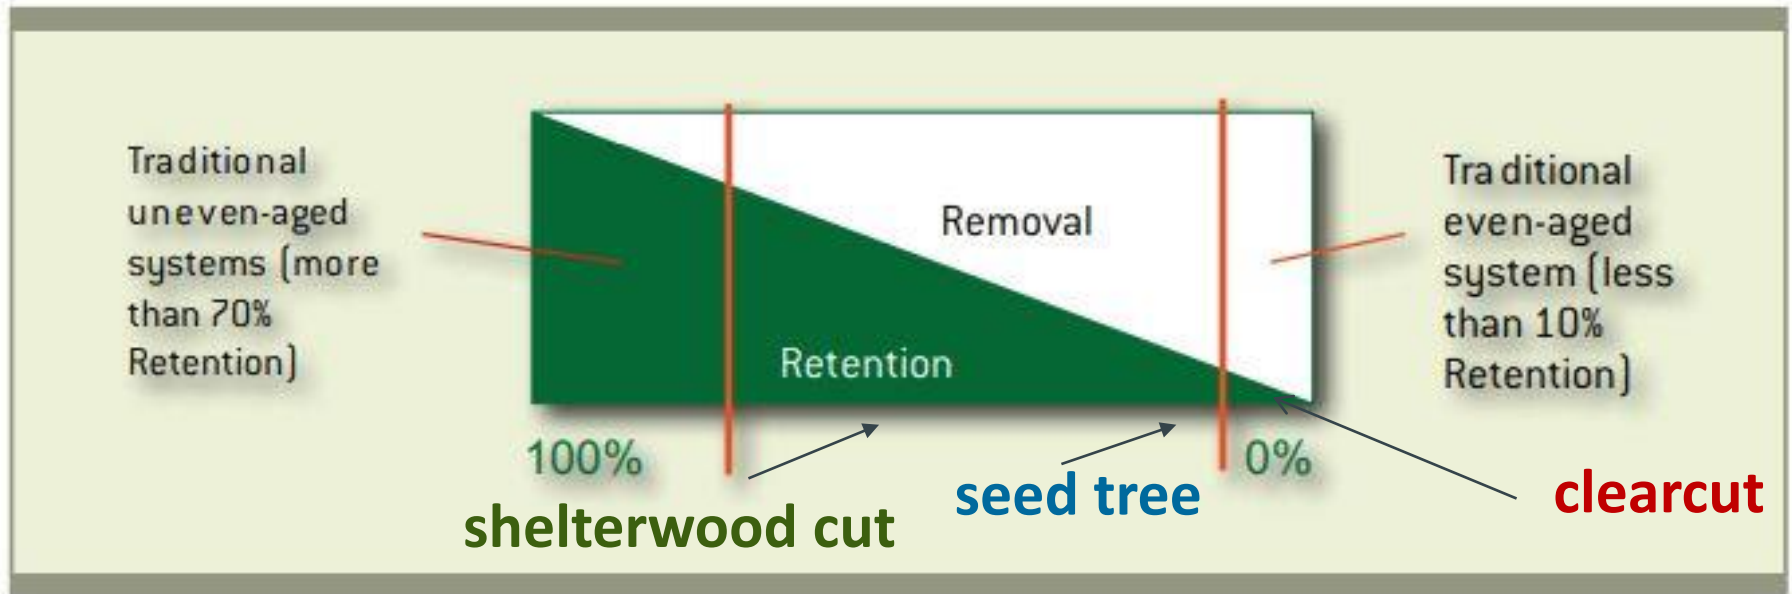 Traditional
uneven-aged
systems (more
than 70%
Retention)
Removal
Retention
Traditional
even-aged
system (less
than 10%
Retention)
100%
0%
shelterwood cut
seed tree
clearcut